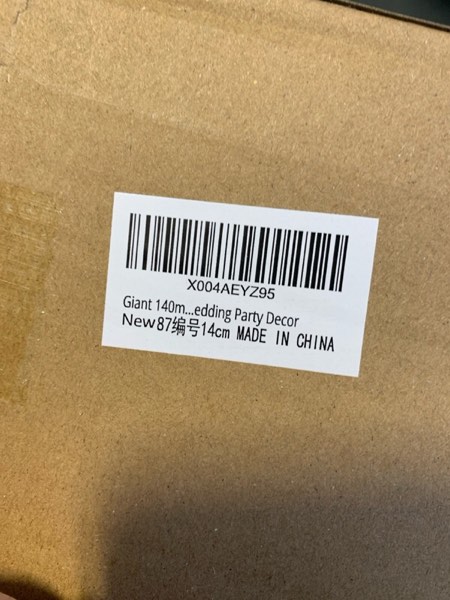 X004AEYZ95
Giant 140m...edding Party Decor
New87编号14cm MADE IN CHINA